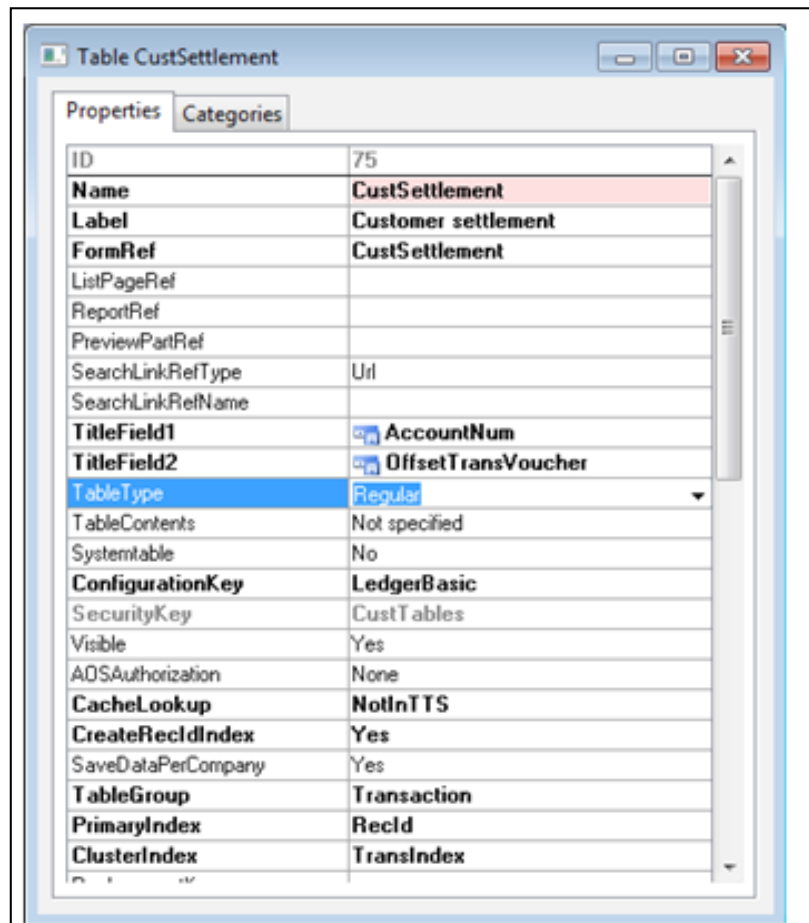 Table CustSettlement
Properties Categories
ID 75
Name CustSettlement
Label Customer settlement
FormRef CustSettlement
ListPageRef
ReportRef
PreviewPartRef
SearchLinkRefType Url
SearchLinkRefName
TitleField1 AccountNum
TitleField2 OffsetTransVoucher
TableType Regular
TableContents Not specified
Systemtable No
ConfigurationKey LedgerBasic
SecurityKey CustTables
Visible Yes
AOSAuthorization None
CacheLookup NotInTTS
CreateRecIdIndex Yes
SaveDataPerCompany Yes
TableGroup Transaction
PrimaryIndex RecId
ClusterIndex TransIndex